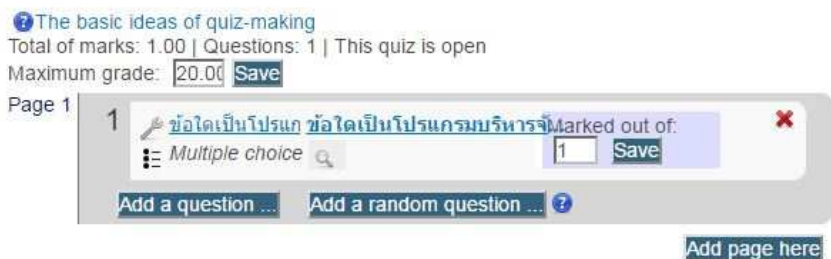 The basic ideas of quiz-making
Total of marks: 1.00 | Questions: 1 | This quiz is open
Maximum grade: 20.00 Save
Page 1
1 ข้อใดเป็นโปรแก ข้อใดเป็นโปรแกรมบริหารจั Marked out of:
Multiple choice 1 Save
Add a question ... Add a random question ...
Add page here